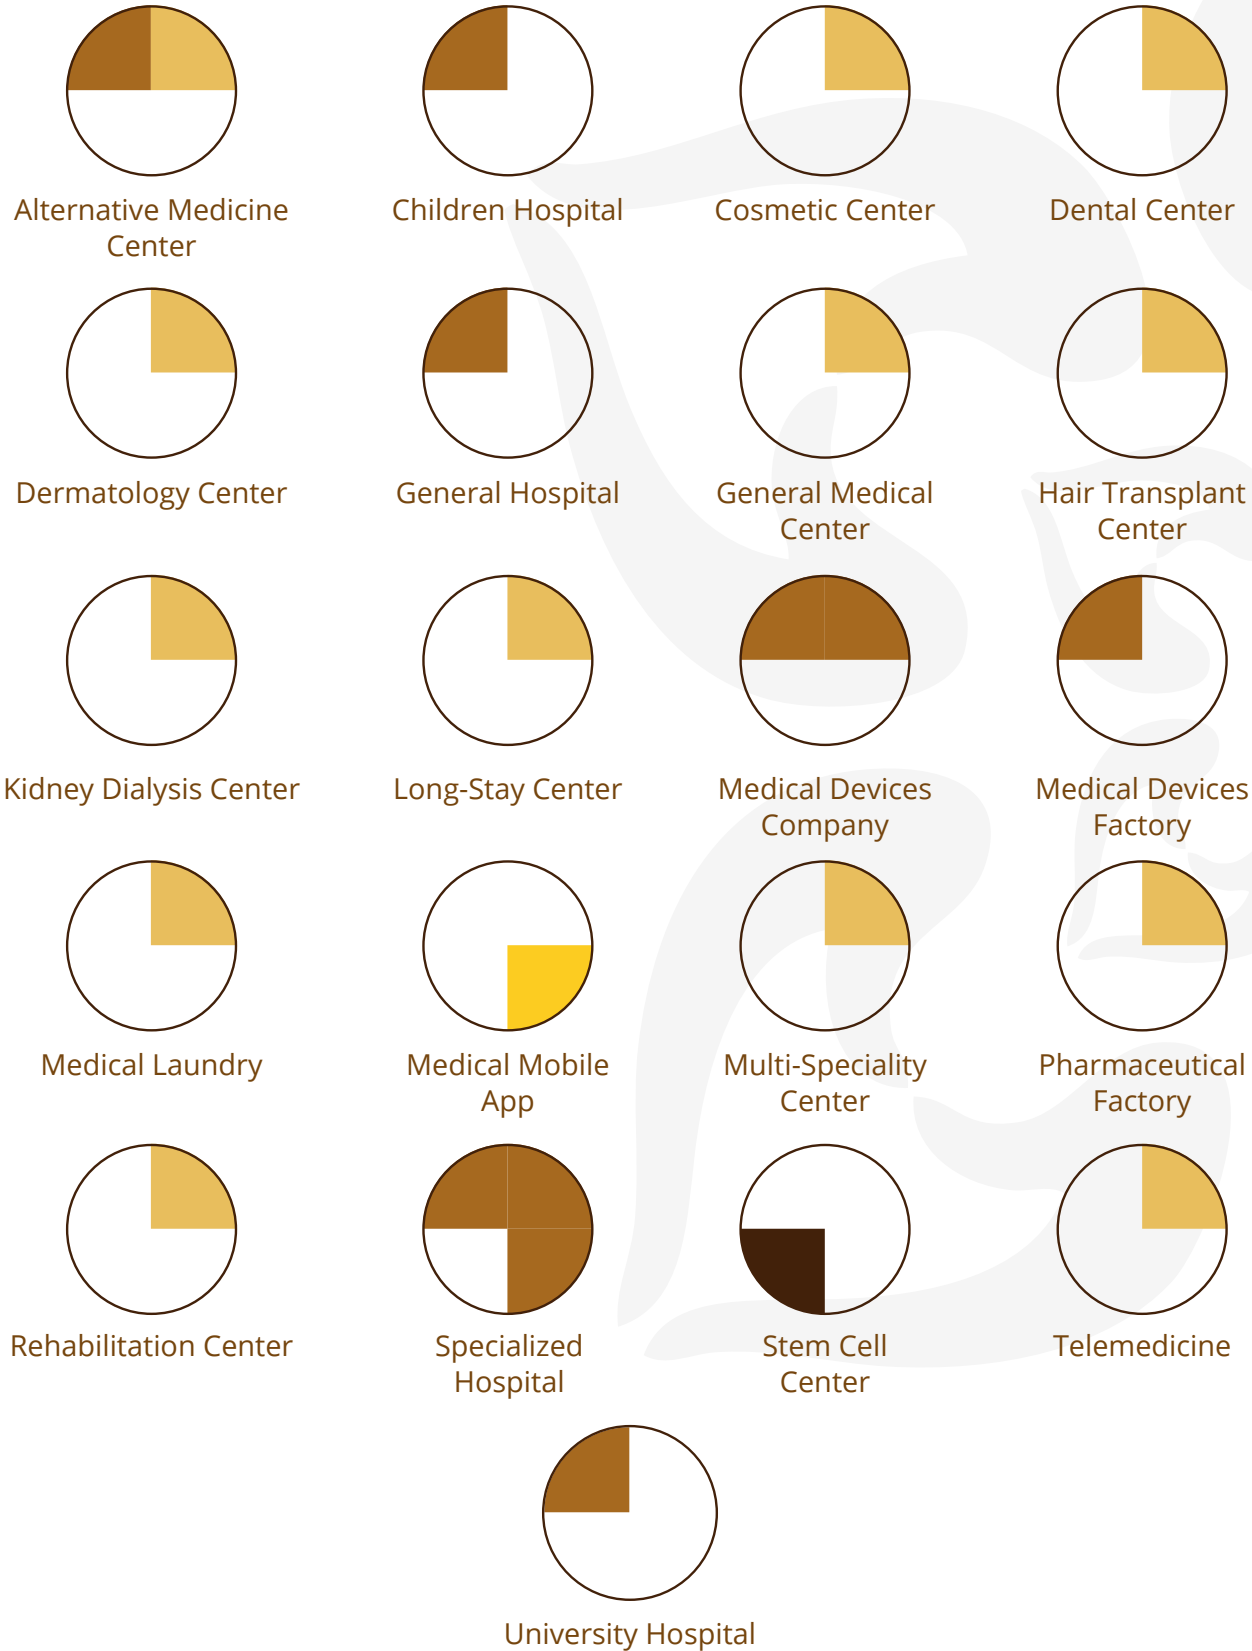 Alternative Medicine
Center
Children Hospital
Cosmetic Center
Dental Center
Dermatology Center
General Hospital
General Medical
Center
Hair Transplant
Center
Kidney Dialysis Center
Long-Stay Center
Medical Devices
Company
Medical Devices
Factory
Medical Laundry
Medical Mobile
App
Multi-Speciality
Center
Pharmaceutical
Factory
Rehabilitation Center
Specialized
Hospital
Stem Cell
Center
Telemedicine
University Hospital